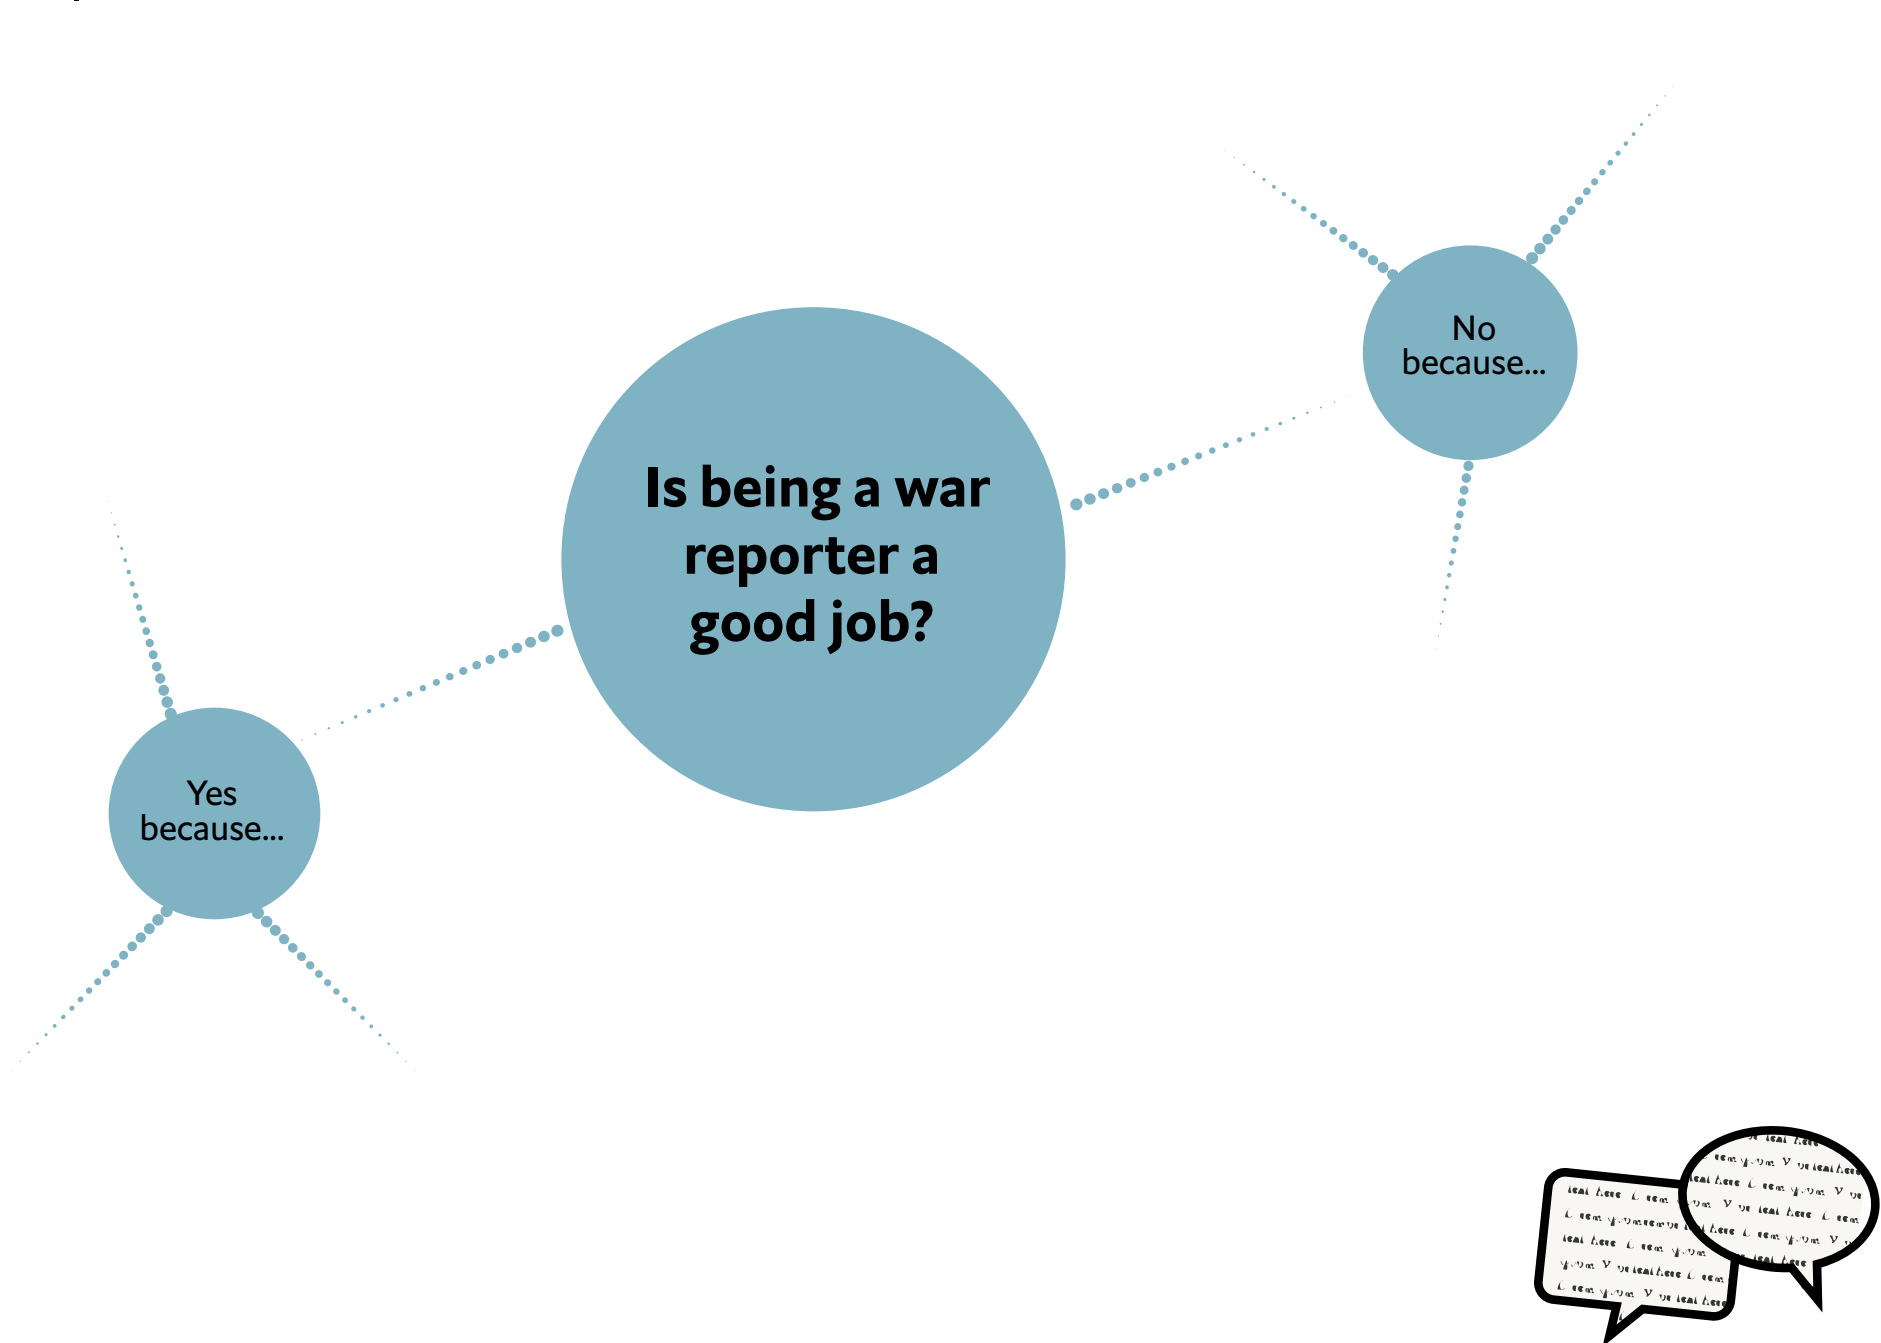 Is being a war
reporter a
good job?
No
because...
Yes
because...